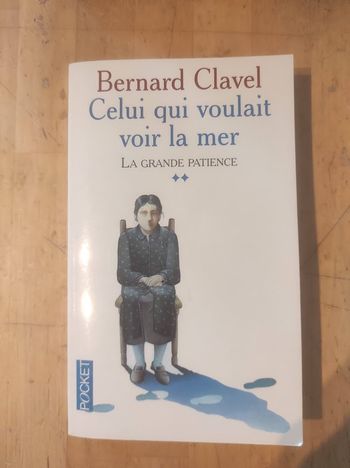 Bernard Clavel
Celui qui voulait
voir la mer
LA GRANDE PATIENCE
POCKET